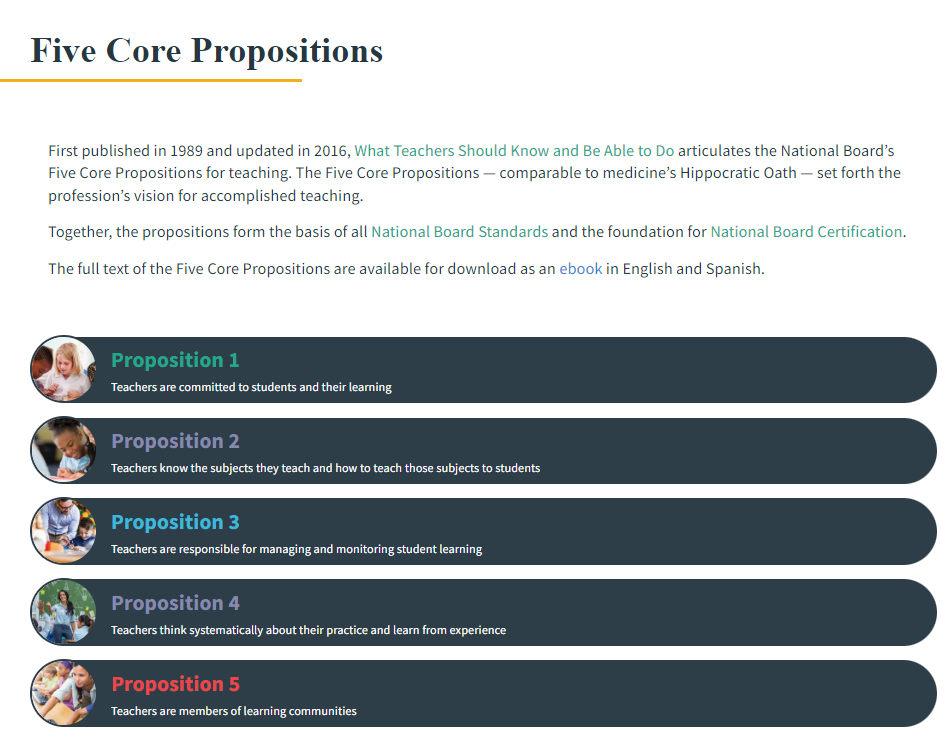 Five Core Propositions
First published in 1989 and updated in 2016, What Teachers Should Know and Be Able to Do articulates the National Board’s
Five Core Propositions for teaching. The Five Core Propositions — comparable to medicine’s Hippocratic Oath — set forth the
profession’s vision for accomplished teaching.
Together, the propositions form the basis of all National Board Standards and the foundation for National Board Certification.
The full text of the Five Core Propositions are available for download as an ebook in English and Spanish.
Proposition 1
Teachers are committed to students and their learning
Proposition 2
Teachers know the subjects they teach and how to teach those subjects to students
Proposition 3
Teachers are responsible for managing and monitoring student learning
Proposition 4
Teachers think systematically about their practice and learn from experience
Proposition 5
Teachers are members of learning communities